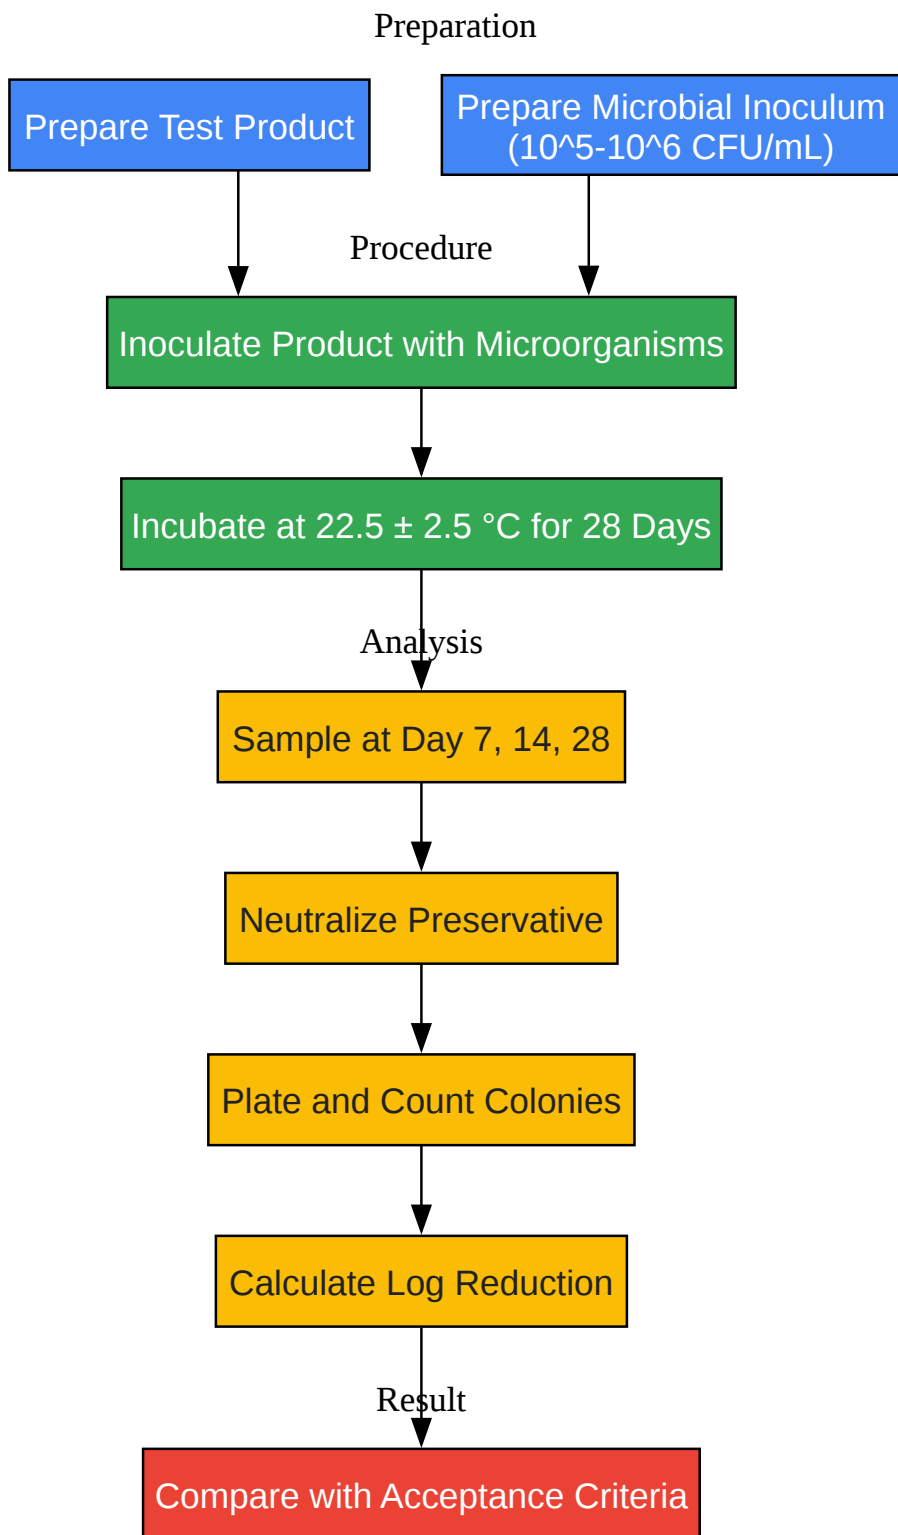 Preparation
Prepare Test Product
Prepare Microbial Inoculum
(10^5-10^6 CFU/mL)
Procedure
Inoculate Product with Microorganisms
Incubate at 22.5 ± 2.5 °C for 28 Days
Analysis
Sample at Day 7, 14, 28
Neutralize Preservative
Plate and Count Colonies
Calculate Log Reduction
Result
Compare with Acceptance Criteria